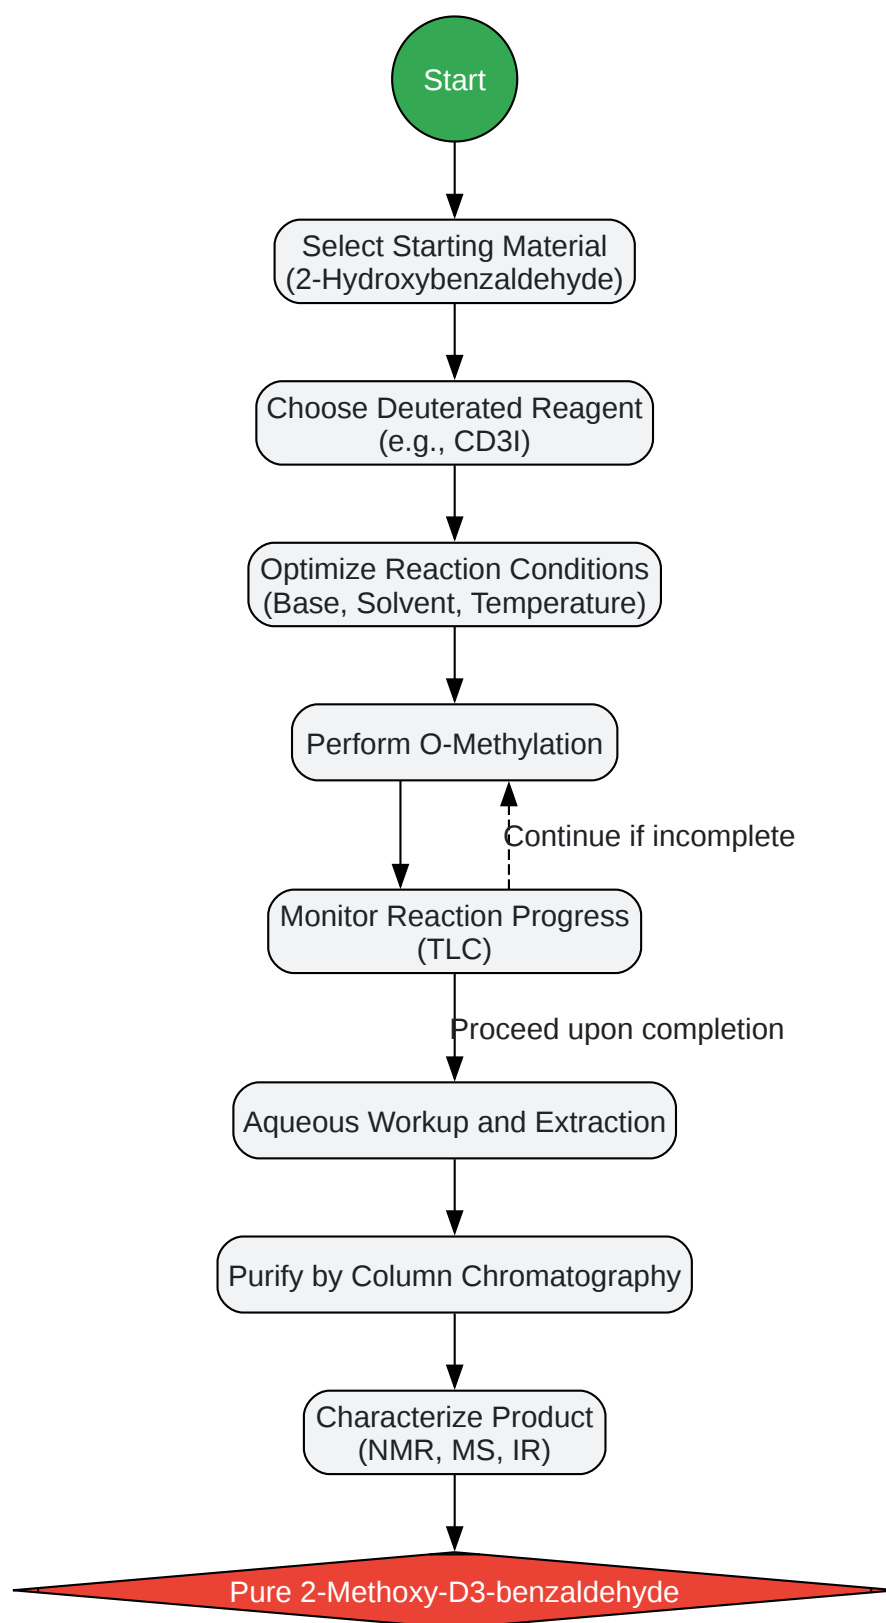 Start
Select Starting Material
(2-Hydroxybenzaldehyde)
Choose Deuterated Reagent
(e.g., CD3I)
Optimize Reaction Conditions
(Base, Solvent, Temperature)
Perform O-Methylation
Continue if incomplete
Monitor Reaction Progress
(TLC)
Proceed upon completion
Aqueous Workup and Extraction
Purify by Column Chromatography
Characterize Product
(NMR, MS, IR)
Pure 2-Methoxy-D3-benzaldehyde